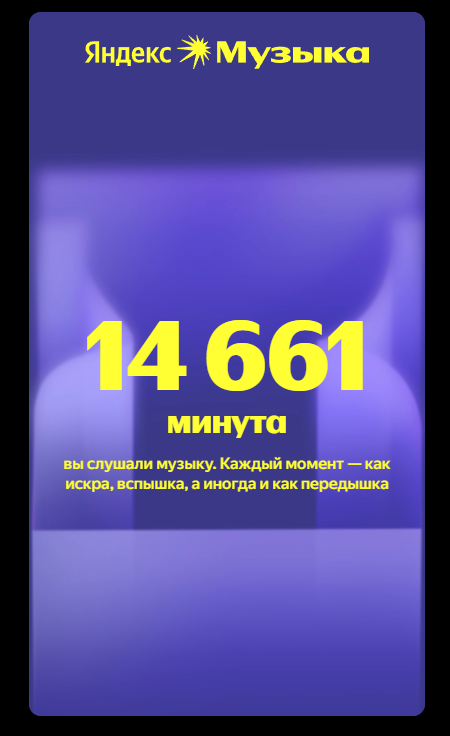 Яндекс Музыка
14 661
минута
вы слушали музыку. Каждый момент — как
искра, вспышка, а иногда и как передышка